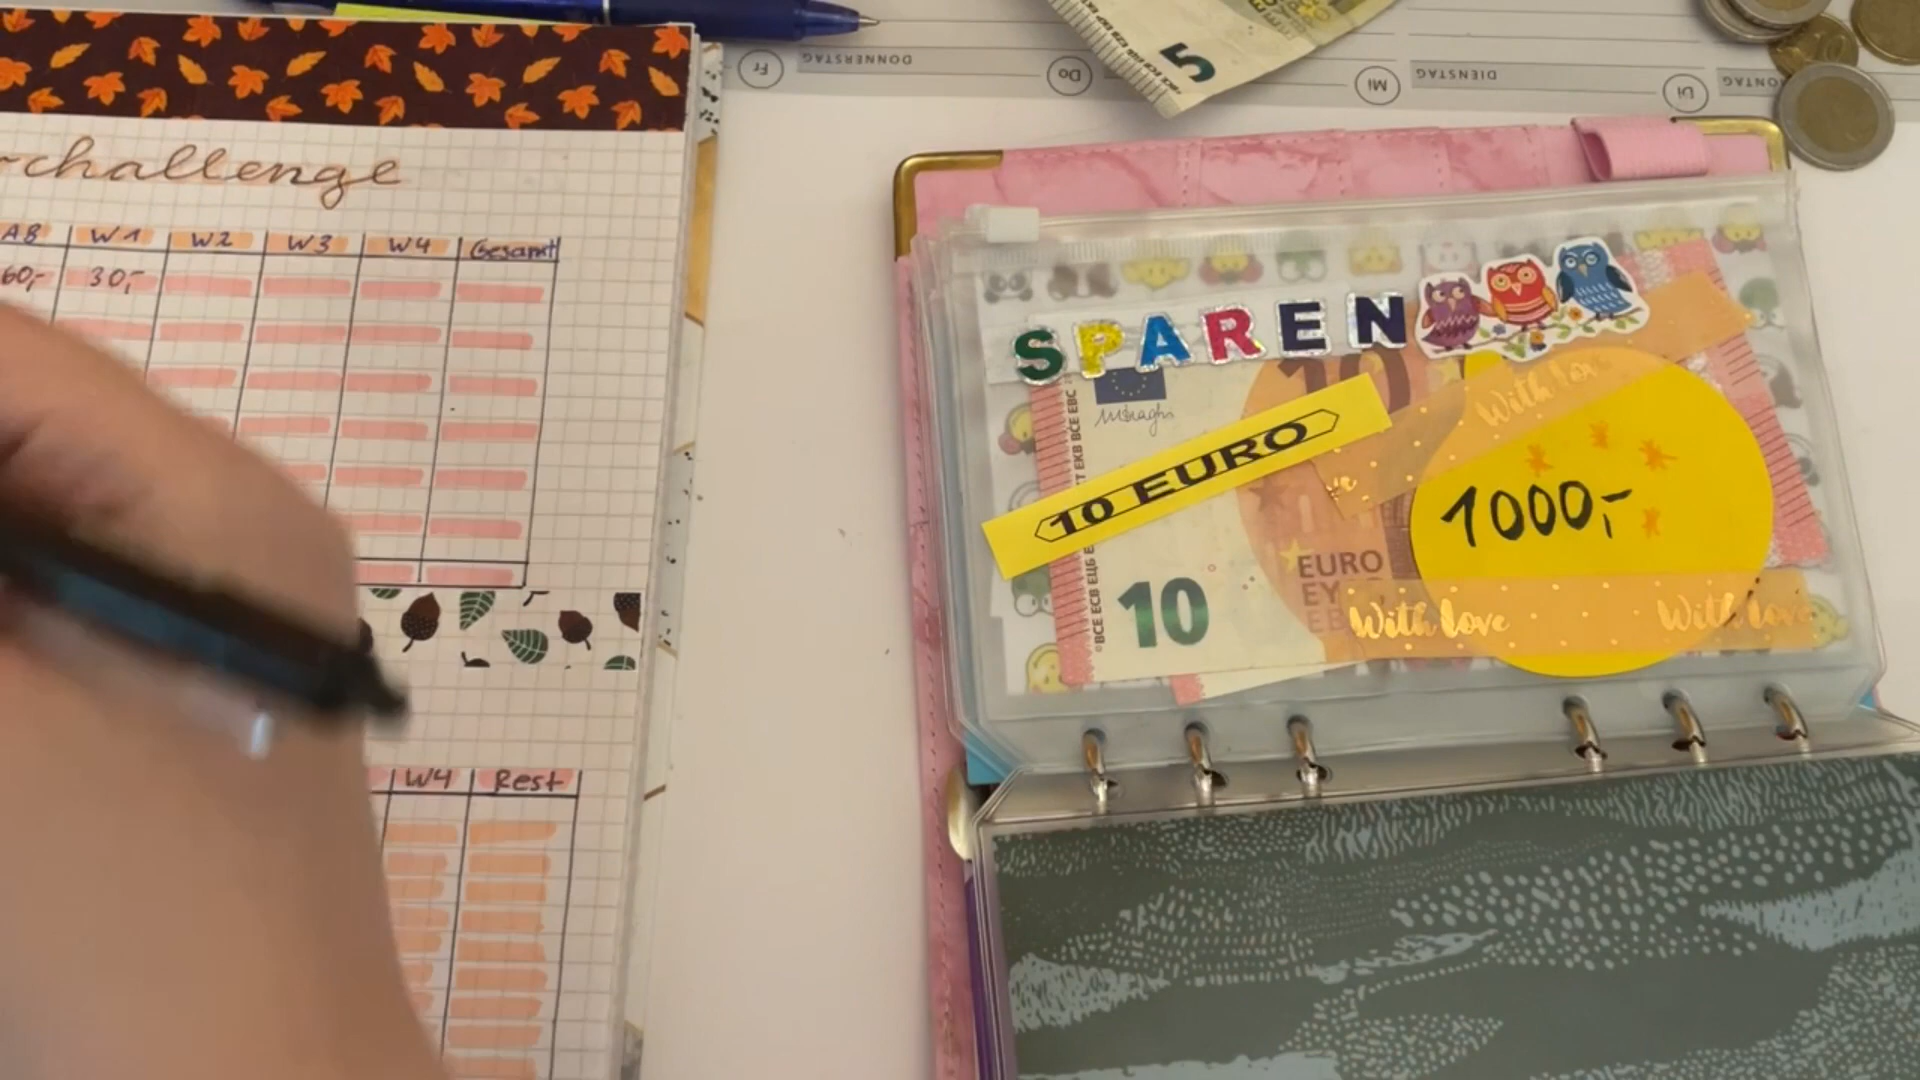 Fr DONNERSTAG Do Mi DIENSTAG Di
5
-challenge
AB W1 W2 W3 W4 Gesamt
60,- 30,-
W4 Rest
SPAREN
10
10 EURO
With love
1000,-
EURO
10
With love With love